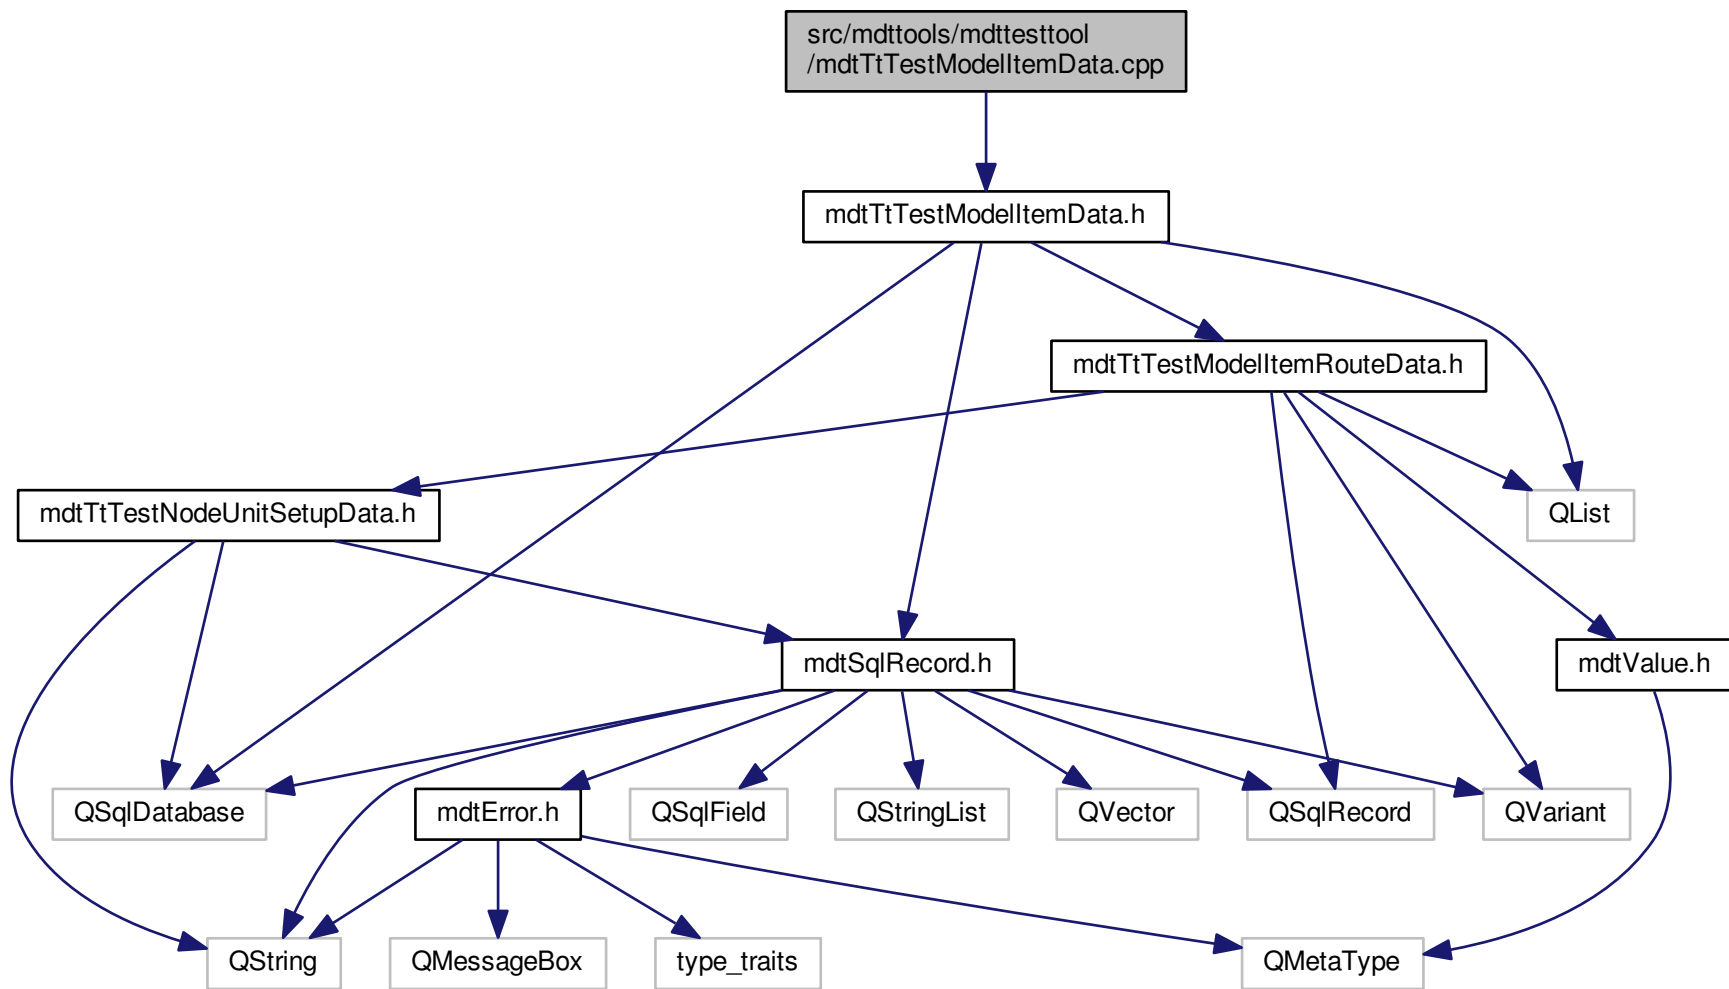 src/mdttools/mdttesttool
/mdtTtTestModelItemData.cpp
mdtTtTestModelItemData.h
mdtTtTestModelItemRouteData.h
mdtTtTestNodeUnitSetupData.h
QList
mdtSqlRecord.h
mdtValue.h
QSqlDatabase
mdtError.h
QSqlField
QStringList
QVector
QSqlRecord
QVariant
QString
QMessageBox
type_traits
QMetaType